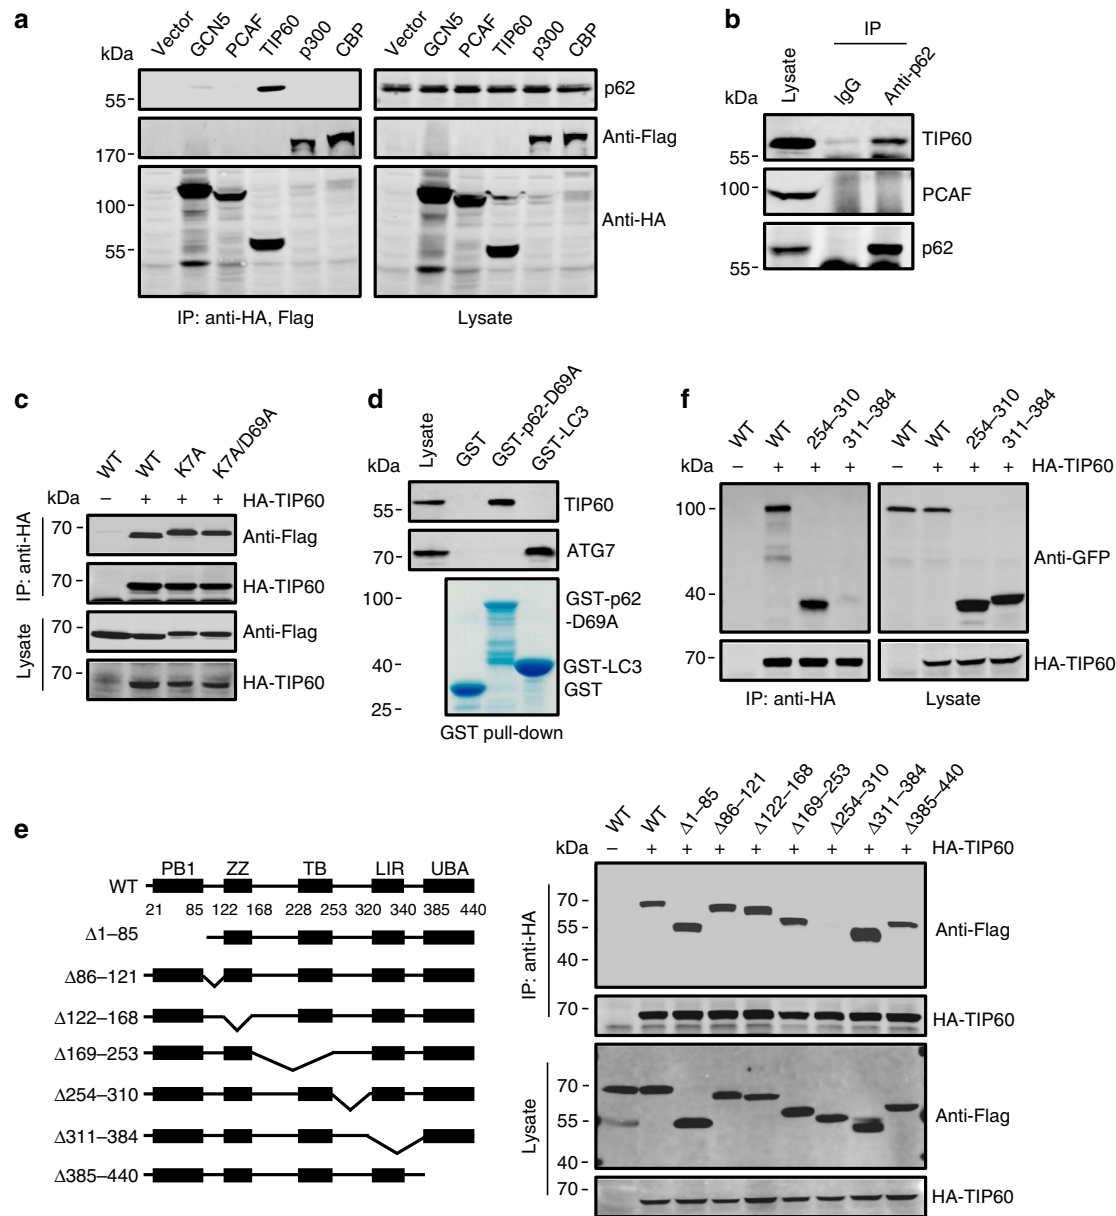 a
kDa
Vector GCN5 PCAF TIP60 p300 CBP
Vector GCN5 PCAF TIP60 p300 CBP
55-
p62
170-
Anti-Flag
100-
55-
Anti-HA
IP: anti-HA, Flag
Lysate
b
IP
kDa
Lysate IgG Anti-p62
55-
TIP60
100-
PCAF
55-
p62
c
WT WT K7A K7A/D69A
kDa
– + + + HA-TIP60
IP: anti-HA
70- Anti-Flag
70- HA-TIP60
Lysate
70- Anti-Flag
70- HA-TIP60
d
kDa
Lysate GST GST-p62-D69A GST-LC3
55- TIP60
70- ATG7
100-
GST-p62
-D69A
40-
GST-LC3
GST
25-
GST pull-down
f
WT WT 254–310 311–384
WT WT 254–310 311–384
kDa – + + +
– + + + HA-TIP60
100-
Anti-GFP
40-
70- HA-TIP60
IP: anti-HA
Lysate
e
PB1 ZZ TB LIR UBA
WT
21 85 122 168 228 253 320 340 385 440
Δ1–85
Δ86–121
Δ122–168
Δ169–253
Δ254–310
Δ311–384
Δ385–440
WT WT Δ1–85 Δ86–121 Δ122–168 Δ169–253 Δ254–310 Δ311–384 Δ385–440
kDa – + + + + + + + + HA-TIP60
IP: anti-HA
70-
55- Anti-Flag
40-
70- HA-TIP60
Lysate
70-
55- Anti-Flag
40-
70- HA-TIP60